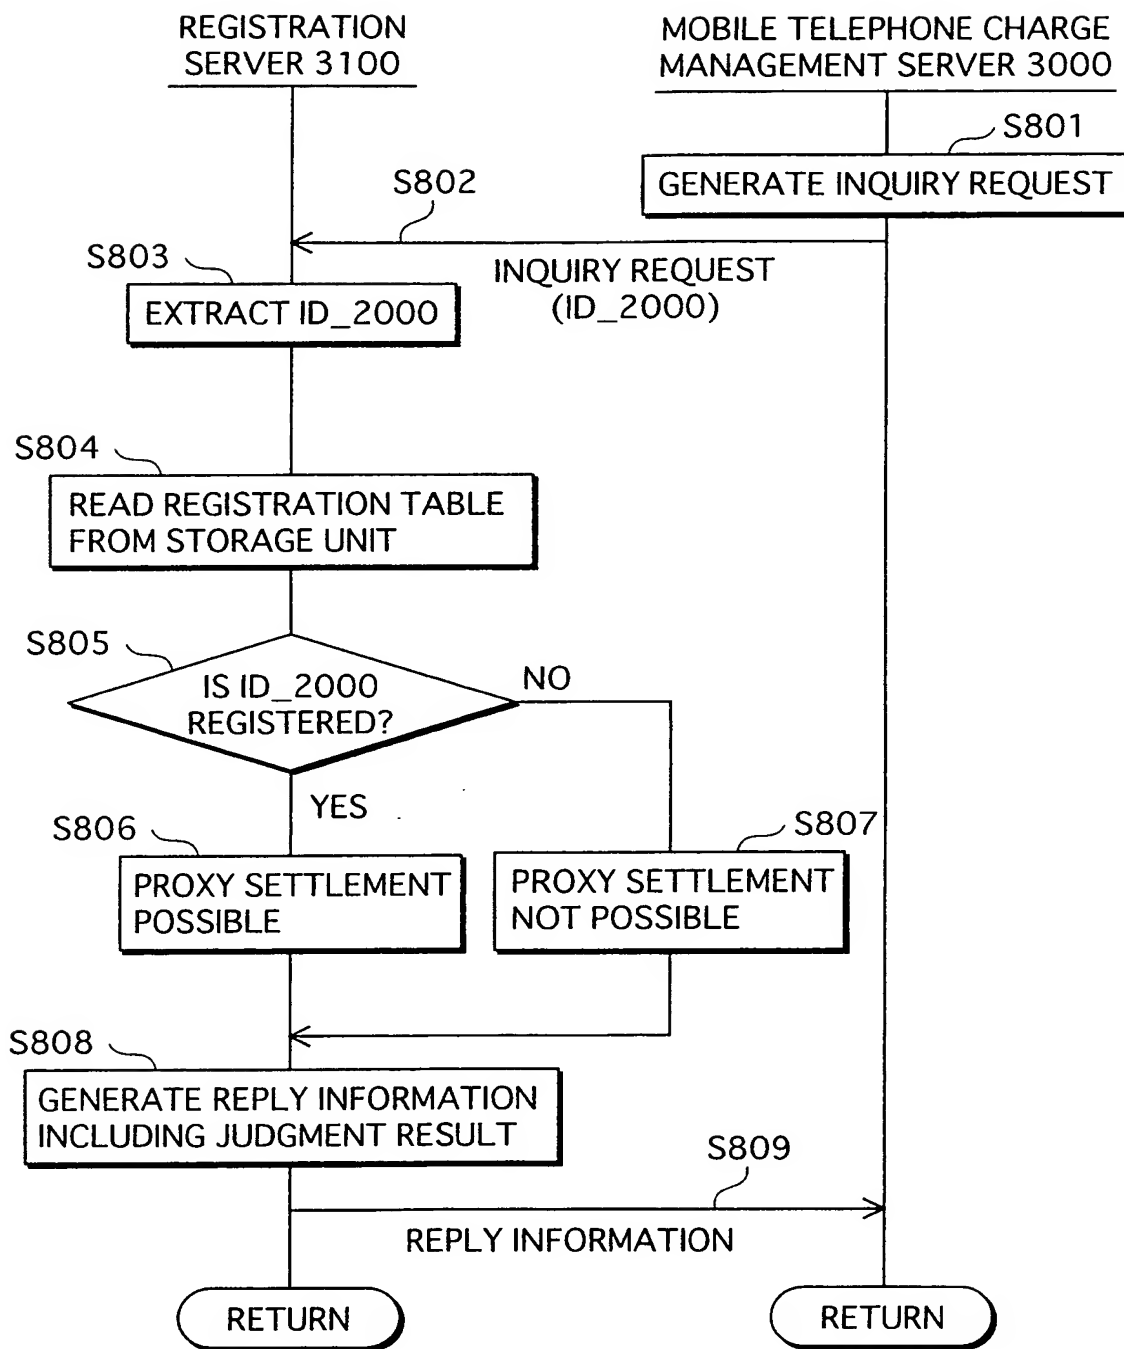 REGISTRATION
SERVER 3100
MOBILE TELEPHONE CHARGE
MANAGEMENT SERVER 3000
S801
GENERATE INQUIRY REQUEST
S802
INQUIRY REQUEST
(ID_2000)
S803
EXTRACT ID_2000
S804
READ REGISTRATION TABLE
FROM STORAGE UNIT
S805
IS ID_2000
REGISTERED?
NO
YES
S806
PROXY SETTLEMENT
POSSIBLE
S807
PROXY SETTLEMENT
NOT POSSIBLE
S808
GENERATE REPLY INFORMATION
INCLUDING JUDGMENT RESULT
S809
REPLY INFORMATION
RETURN
RETURN